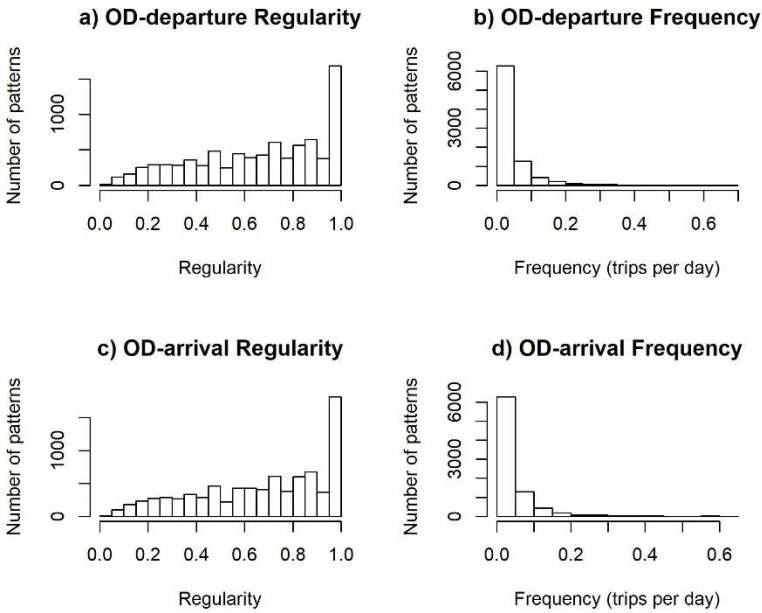 a) OD-departure Regularity
Number of patterns
0 1000
0.0 0.2 0.4 0.6 0.8 1.0
Regularity
b) OD-departure Frequency
Number of patterns
0 3000 6000
0.0 0.2 0.4 0.6
Frequency (trips per day)
c) OD-arrival Regularity
Number of patterns
0 1000
0.0 0.2 0.4 0.6 0.8 1.0
Regularity
d) OD-arrival Frequency
Number of patterns
0 3000 6000
0.0 0.2 0.4 0.6
Frequency (trips per day)